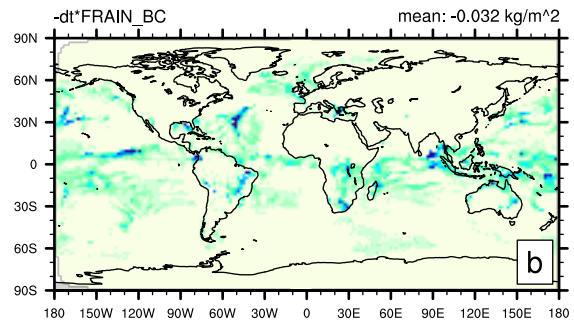 -dt*FRAIN_BC mean: -0.032 kg/m^2
90N
60N
30N
0
30S
60S
90S
b
-180 150W 120W 90W 60W 30W 0 30E 60E 90E 120E 150E 180